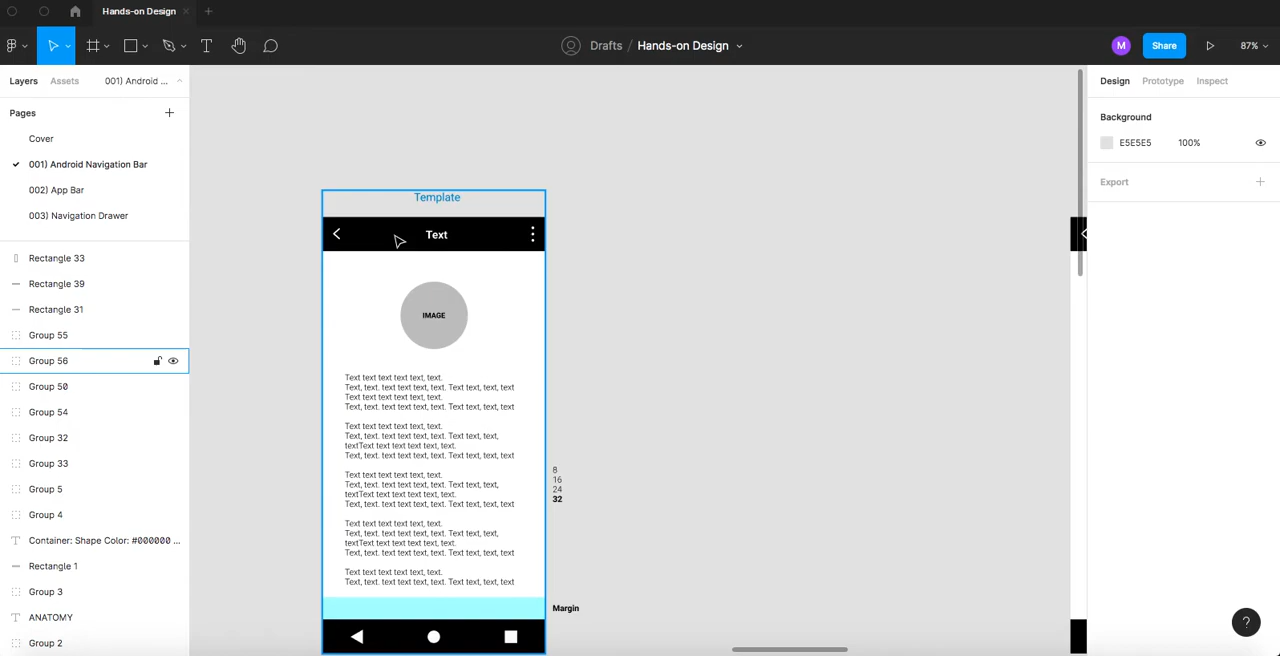 Hands-on Design
Drafts / Hands-on Design
M
Share
87%
Layers
Assets
001) Android ...
Pages
Cover
001) Android Navigation Bar
002) App Bar
003) Navigation Drawer
Rectangle 33
Rectangle 39
Rectangle 31
Group 55
Group 56
Group 50
Group 54
Group 32
Group 33
Group 5
Group 4
Container: Shape Color: #000000 ...
Rectangle 1
Group 3
ANATOMY
Group 2
Template
Text
IMAGE
Text text text text text, text.
Text, text. text text text, text. Text text, text, text
Text text text text text, text.
Text, text. text text text, text. Text text, text, text
Text text text text text, text.
Text, text. text text text, text. Text text, text,
textText text text text text, text.
Text, text. text text text, text. Text text, text, text
Text text text text text, text.
Text, text. text text text, text. Text text, text,
textText text text text text, text.
Text, text. text text text, text. Text text, text, text
Text text text text text, text.
Text, text. text text text, text. Text text, text,
textText text text text text, text.
Text, text. text text text, text. Text text, text, text
Text text text text text, text.
Text, text. text text text, text. Text text, text, text
8
16
24
32
Margin
Design
Prototype
Inspect
Background
E5E5E5
100%
Export
?